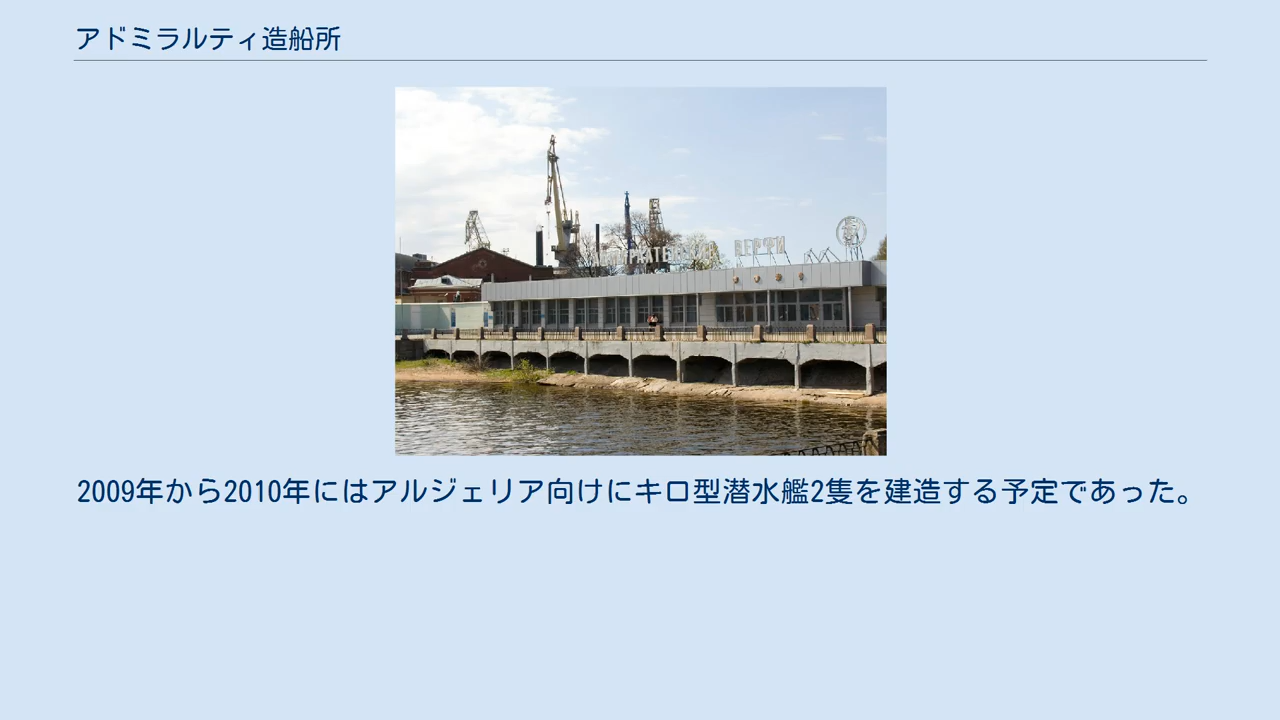 アドミラルティ造船所
ВЕРФИ
2009年から2010年にはアルジェリア向けにキロ型潜水艦2隻を建造する予定であった。